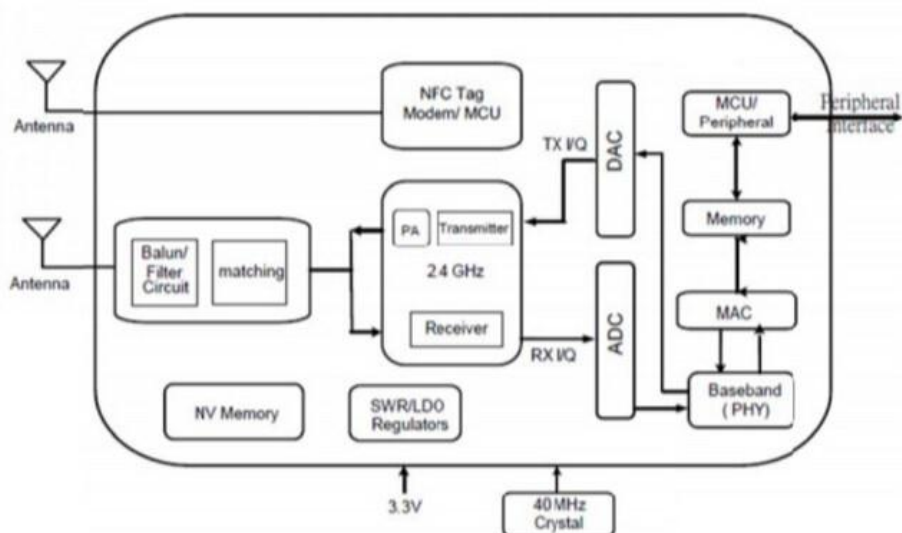 Antenna
NFC Tag
Modem/ MCU
TX I/Q
DAC
MCU/
Peripheral
Peripheral
Interface
Antenna
Balun/
Filter
Circuit
matching
PA
Transmitter
2.4 GHz
Receiver
RX I/Q
ADC
Memory
MAC
Baseband
( PHY)
NV Memory
SWR/LDO
Regulators
3.3V
40 MHz
Crystal